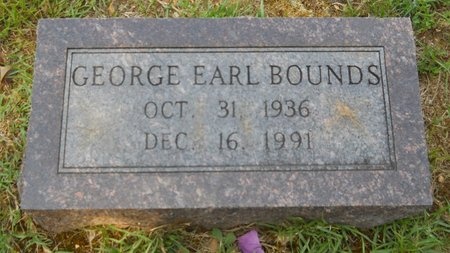 GEORGE EARL BOUNDS
OCT. 31, 1936
DEC. 16, 1991